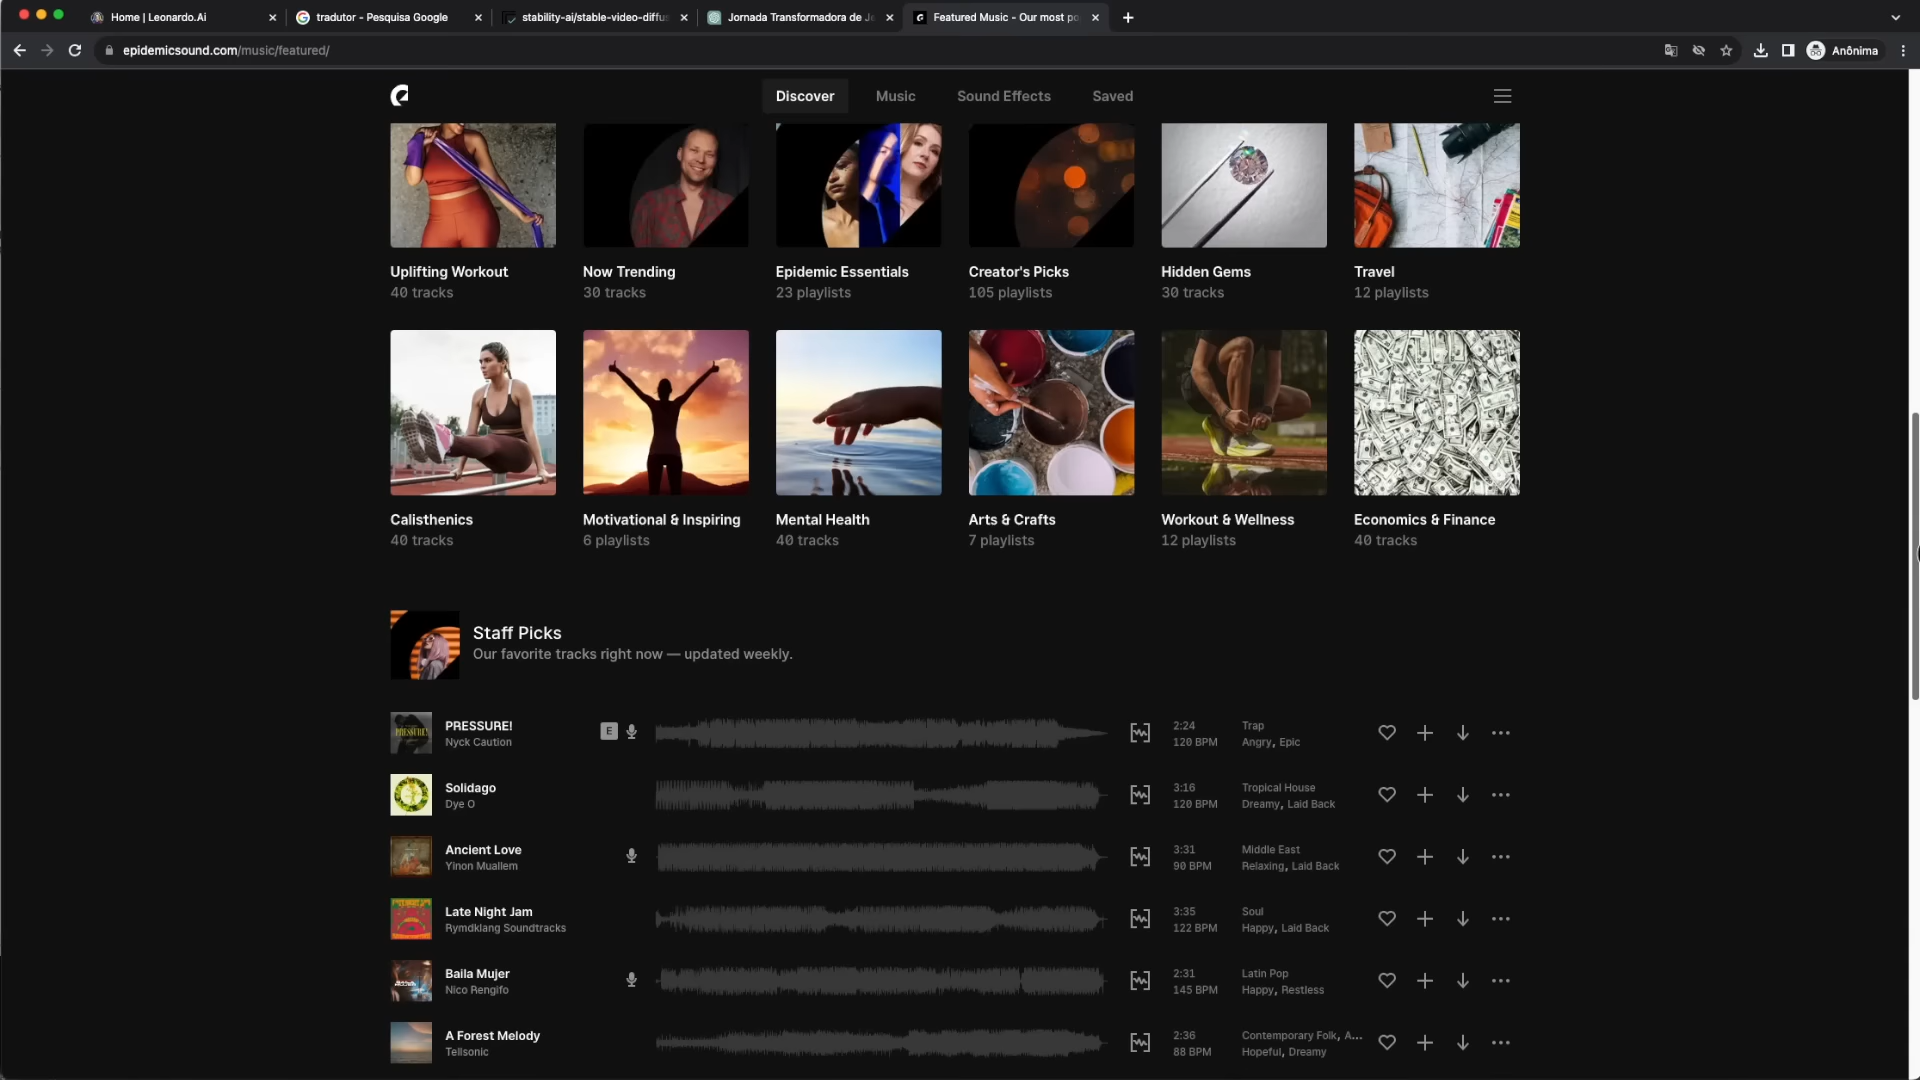 Home | Leonardo.Ai
tradutor - Pesquisa Google
stability-ai/stable-video-diffus
Jornada Transformadora de Je
Featured Music - Our most po
epidemicsound.com/music/featured/
Anônima
Discover
Music
Sound Effects
Saved
Uplifting Workout
40 tracks
Now Trending
30 tracks
Epidemic Essentials
23 playlists
Creator's Picks
105 playlists
Hidden Gems
30 tracks
Travel
12 playlists
Calisthenics
40 tracks
Motivational & Inspiring
6 playlists
Mental Health
40 tracks
Arts & Crafts
7 playlists
Workout & Wellness
12 playlists
Economics & Finance
40 tracks
Staff Picks
Our favorite tracks right now — updated weekly.
PRESSURE!
PRESSURE!
Nyck Caution
E
2:24
120 BPM
Trap
Angry, Epic
Solidago
Dye O
3:16
120 BPM
Tropical House
Dreamy, Laid Back
Ancient Love
Yinon Muallem
3:31
90 BPM
Middle East
Relaxing, Laid Back
Late Night Jam
Rymdklang Soundtracks
3:35
122 BPM
Soul
Happy, Laid Back
Baila Mujer
Nico Rengifo
2:31
145 BPM
Latin Pop
Happy, Restless
A Forest Melody
Tellsonic
2:36
88 BPM
Contemporary Folk, A...
Hopeful, Dreamy